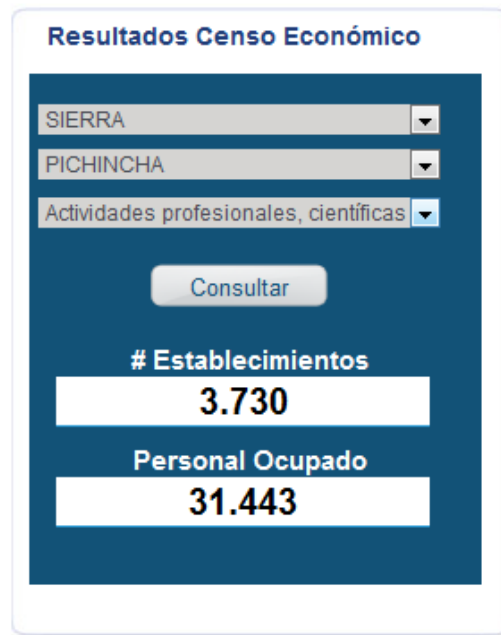 Resultados Censo Económico
SIERRA
PICHINCHA
Actividades profesionales, científicas
Consultar
# Establecimientos
3.730
Personal Ocupado
31.443